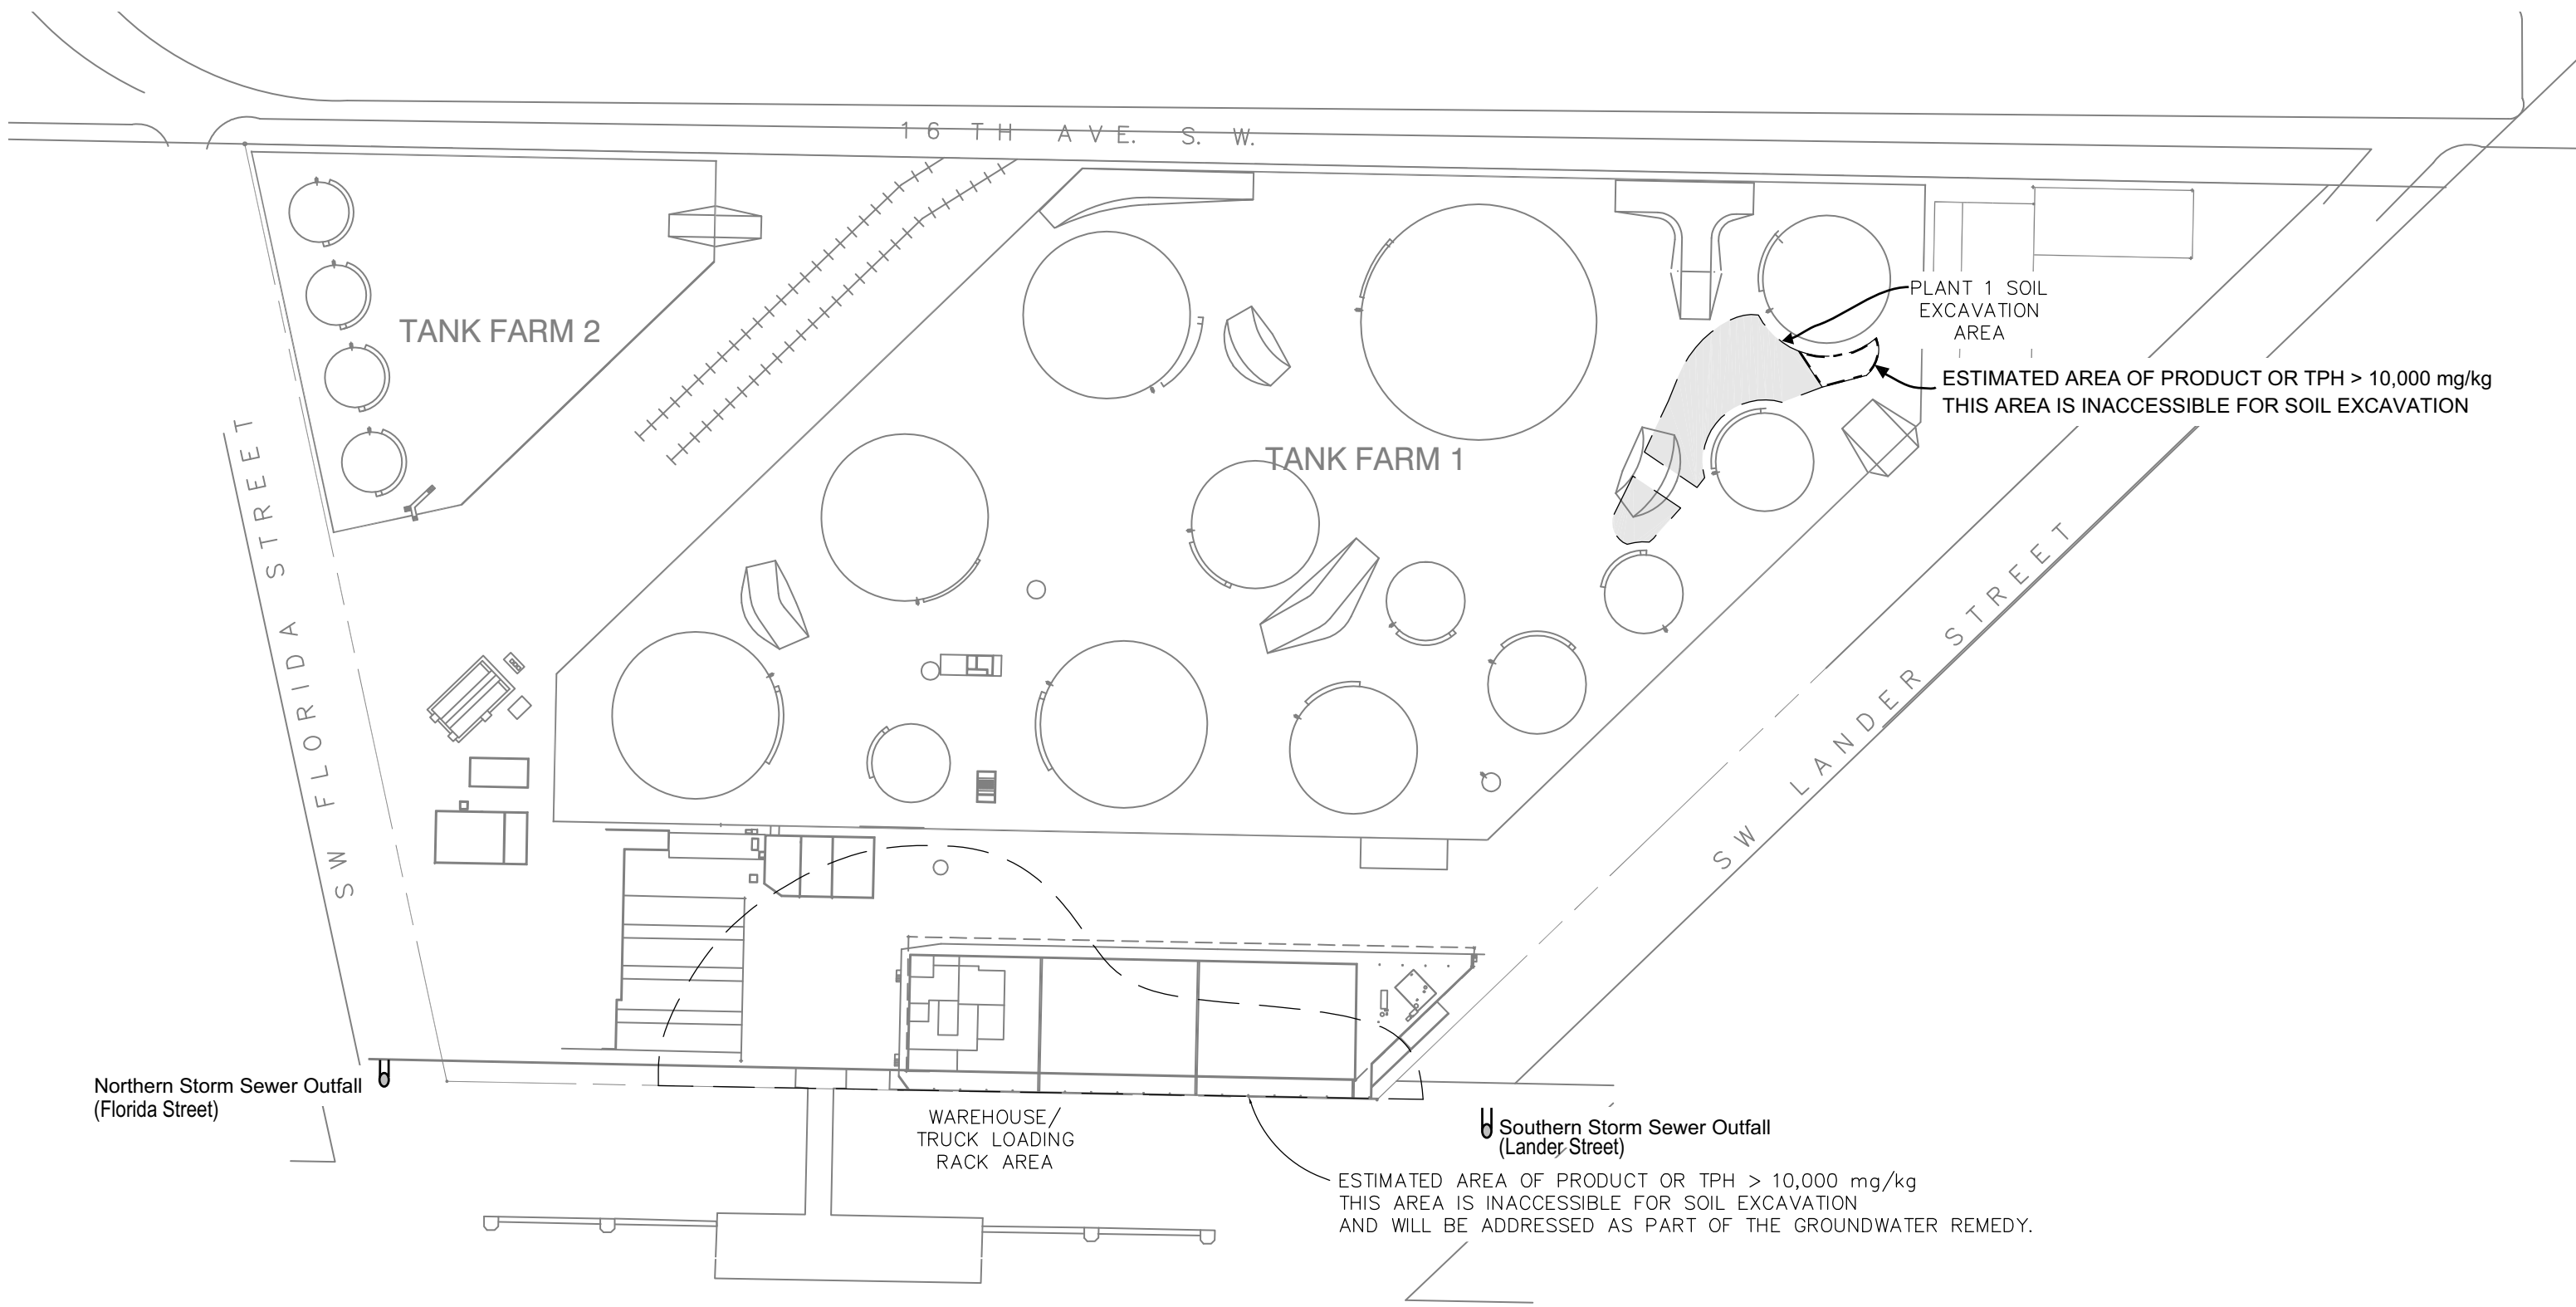 16TH AVE. S. W.
PLANT 1 SOIL
EXCAVATION
AREA
TANK FARM 2
ESTIMATED AREA OF PRODUCT OR TPH > 10,000 mg/kg
THIS AREA IS INACCESSIBLE FOR SOIL EXCAVATION
TANK FARM 1
SW FLORIDA STREET
SW LANDER STREET
Northern Storm Sewer Outfall
(Florida Street)
WAREHOUSE/
TRUCK LOADING
RACK AREA
Southern Storm Sewer Outfall
(Lander Street)
ESTIMATED AREA OF PRODUCT OR TPH > 10,000 mg/kg
THIS AREA IS INACCESSIBLE FOR SOIL EXCAVATION
AND WILL BE ADDRESSED AS PART OF THE GROUNDWATER REMEDY.